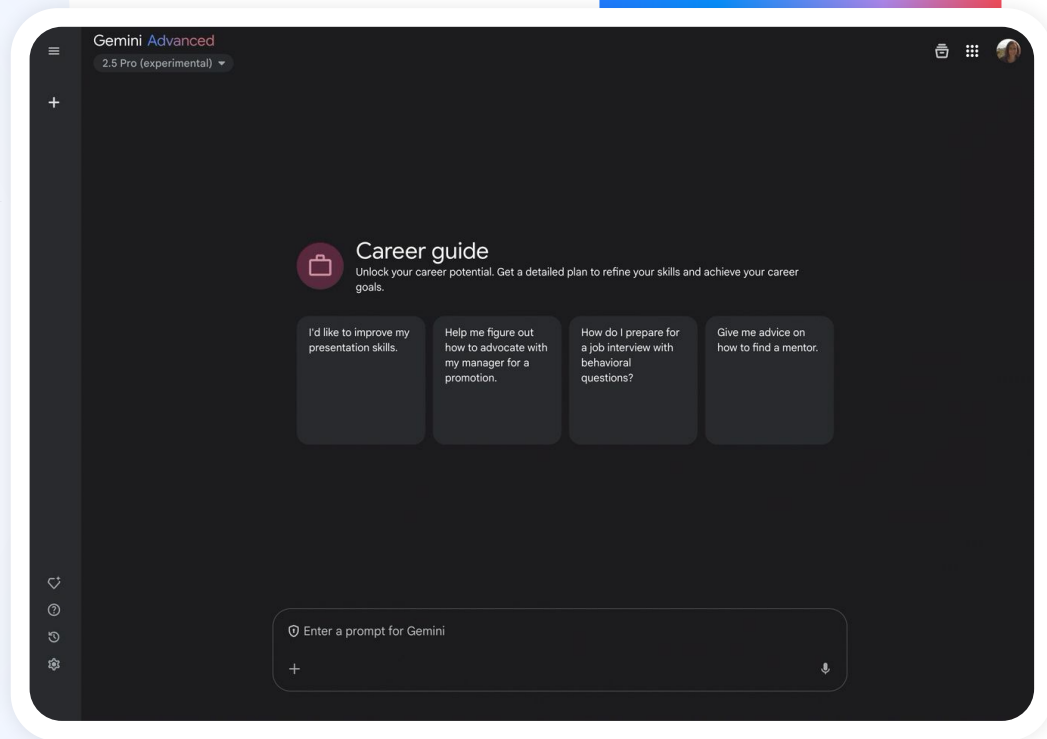 Gemini Advanced
2.5 Pro (experimental)
Career guide
Unlock your career potential. Get a detailed plan to refine your skills and achieve your career
goals.
I'd like to improve my
presentation skills.
Help me figure out
how to advocate with
my manager for a
promotion.
How do I prepare for
a job interview with
behavioral
questions?
Give me advice on
how to find a mentor.
Enter a prompt for Gemini